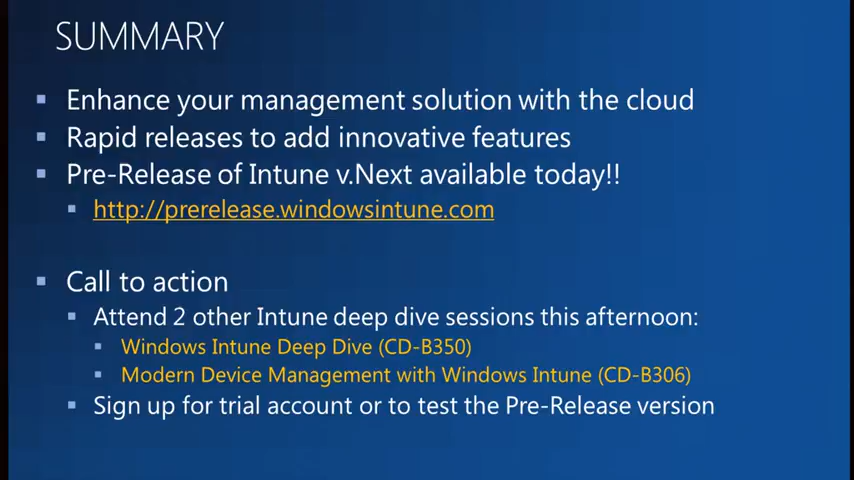 SUMMARY
Enhance your management solution with the cloud
Rapid releases to add innovative features
Pre-Release of Intune v.Next available today!!
http://prerelease.windowsintune.com
Call to action
Attend 2 other Intune deep dive sessions this afternoon:
Windows Intune Deep Dive (CD-B350)
Modern Device Management with Windows Intune (CD-B306)
Sign up for trial account or to test the Pre-Release version